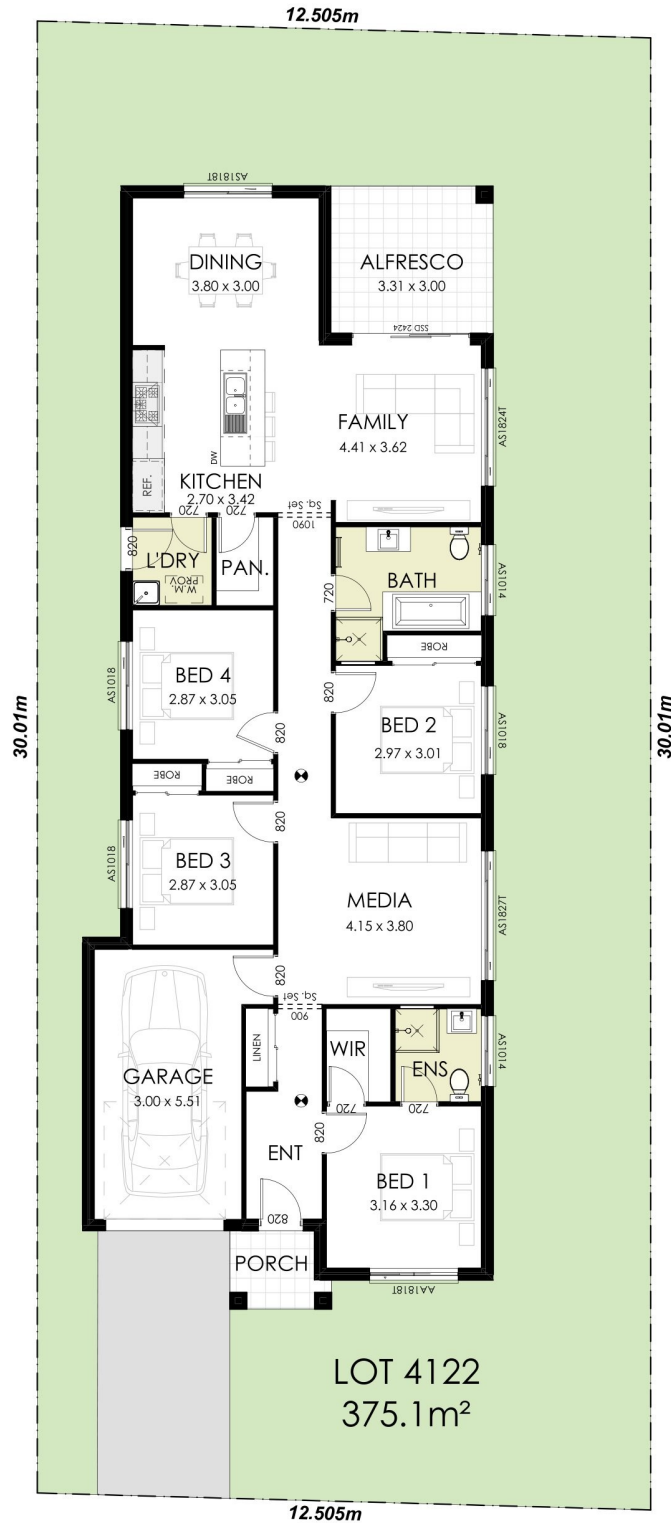 12.505m
AS1818T
DINING
3.80 x 3.00
ALFRESCO
3.31 x 3.00
SSD 2424
FAMILY
4.41 x 3.62
AS1824T
DW
REF.
KITCHEN
2.70 x 3.42
720
720
Sq. Set
1090
820
L'DRY
W.M. PROV.
PAN.
BATH
720
AS1014
ROBE
BED 4
2.87 x 3.05
AS1018
820
820
BED 2
2.97 x 3.01
AS1018
30.01m
30.01m
ROBE
ROBE
820
BED 3
2.87 x 3.05
AS1018
MEDIA
4.15 x 3.80
AS1827T
820
Sq. Set
900
LINEN
WIR
ENS
AS1014
GARAGE
3.00 x 5.51
720
720
820
ENT
BED 1
3.16 x 3.30
820
PORCH
AA1818T
LOT 4122
375.1m²
12.505m